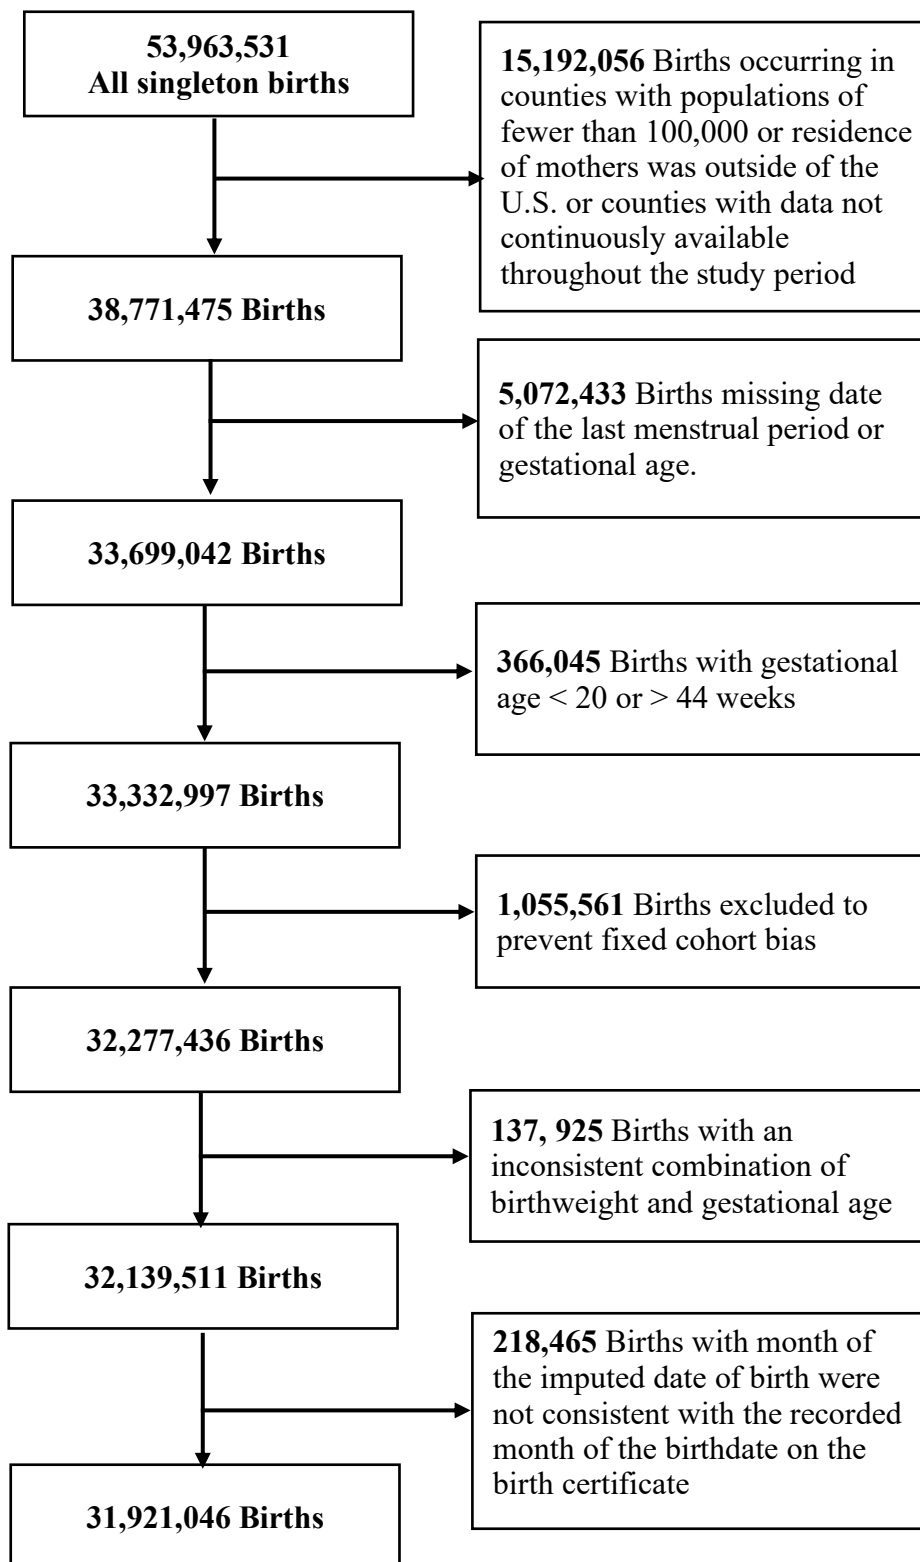 53,963,531
All singleton births
15,192,056 Births occurring in
counties with populations of
fewer than 100,000 or residence
of mothers was outside of the
U.S. or counties with data not
continuously available
throughout the study period
38,771,475 Births
5,072,433 Births missing date
of the last menstrual period or
gestational age.
33,699,042 Births
366,045 Births with gestational
age < 20 or > 44 weeks
33,332,997 Births
1,055,561 Births excluded to
prevent fixed cohort bias
32,277,436 Births
137, 925 Births with an
inconsistent combination of
birthweight and gestational age
32,139,511 Births
218,465 Births with month of
the imputed date of birth were
not consistent with the recorded
month of the birthdate on the
birth certificate
31,921,046 Births